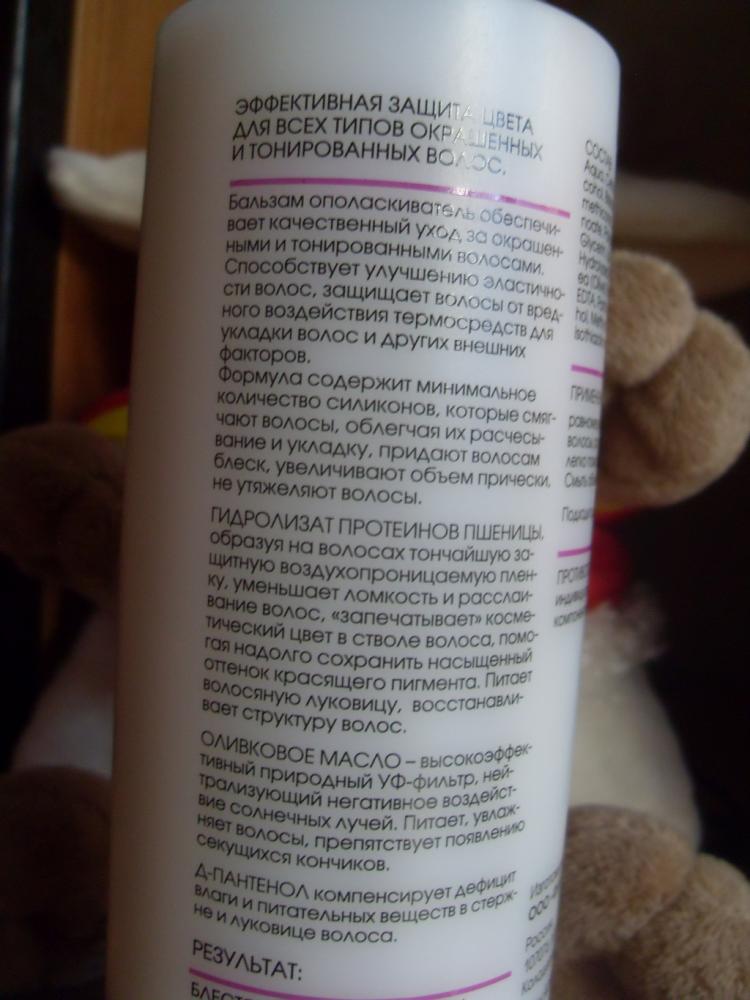 ЭФФЕКТИВНАЯ ЗАЩИТА ЦВЕТА
ДЛЯ ВСЕХ ТИПОВ ОКРАШЕННЫХ
И ТОНИРОВАННЫХ ВОЛОС.
Бальзам ополаскиватель обеспечи-
вает качественный уход за окрашен-
ными и тонированными волосами.
Способствует улучшению эластично-
сти волос, защищает волосы от вред-
ного воздействия термосредств для
укладки волос и других внешних
факторов.
Формула содержит минимальное
количество силиконов, которые смяг-
чают волосы, облегчая их расчесы-
вание и укладку, придают волосам
блеск, увеличивают объем прически,
не утяжеляют волосы.
ГИДРОЛИЗАТ ПРОТЕИНОВ ПШЕНИЦЫ,
образуя на волосах тончайшую за-
щитную воздухопроницаемую плен-
ку, уменьшает ломкость и расслаи-
вание волос, «запечатывает» косме-
тический цвет в стволе волоса, помо-
гая надолго сохранить насыщенный
оттенок красящего пигмента. Питает
волосяную луковицу, восстанавли-
вает структуру волос.
ОЛИВКОВОЕ МАСЛО – высокоэффек-
тивный природный УФ-фильтр, ней-
трализующий негативное воздейст-
вие солнечных лучей. Питает, увлаж-
няет волосы, препятствует появлению
секущихся кончиков.
Д-ПАНТЕНОЛ компенсирует дефицит
влаги и питательных веществ в стерж-
не и луковице волоса.
РЕЗУЛЬТАТ:
Aqua,
Glycerin
EDTA,